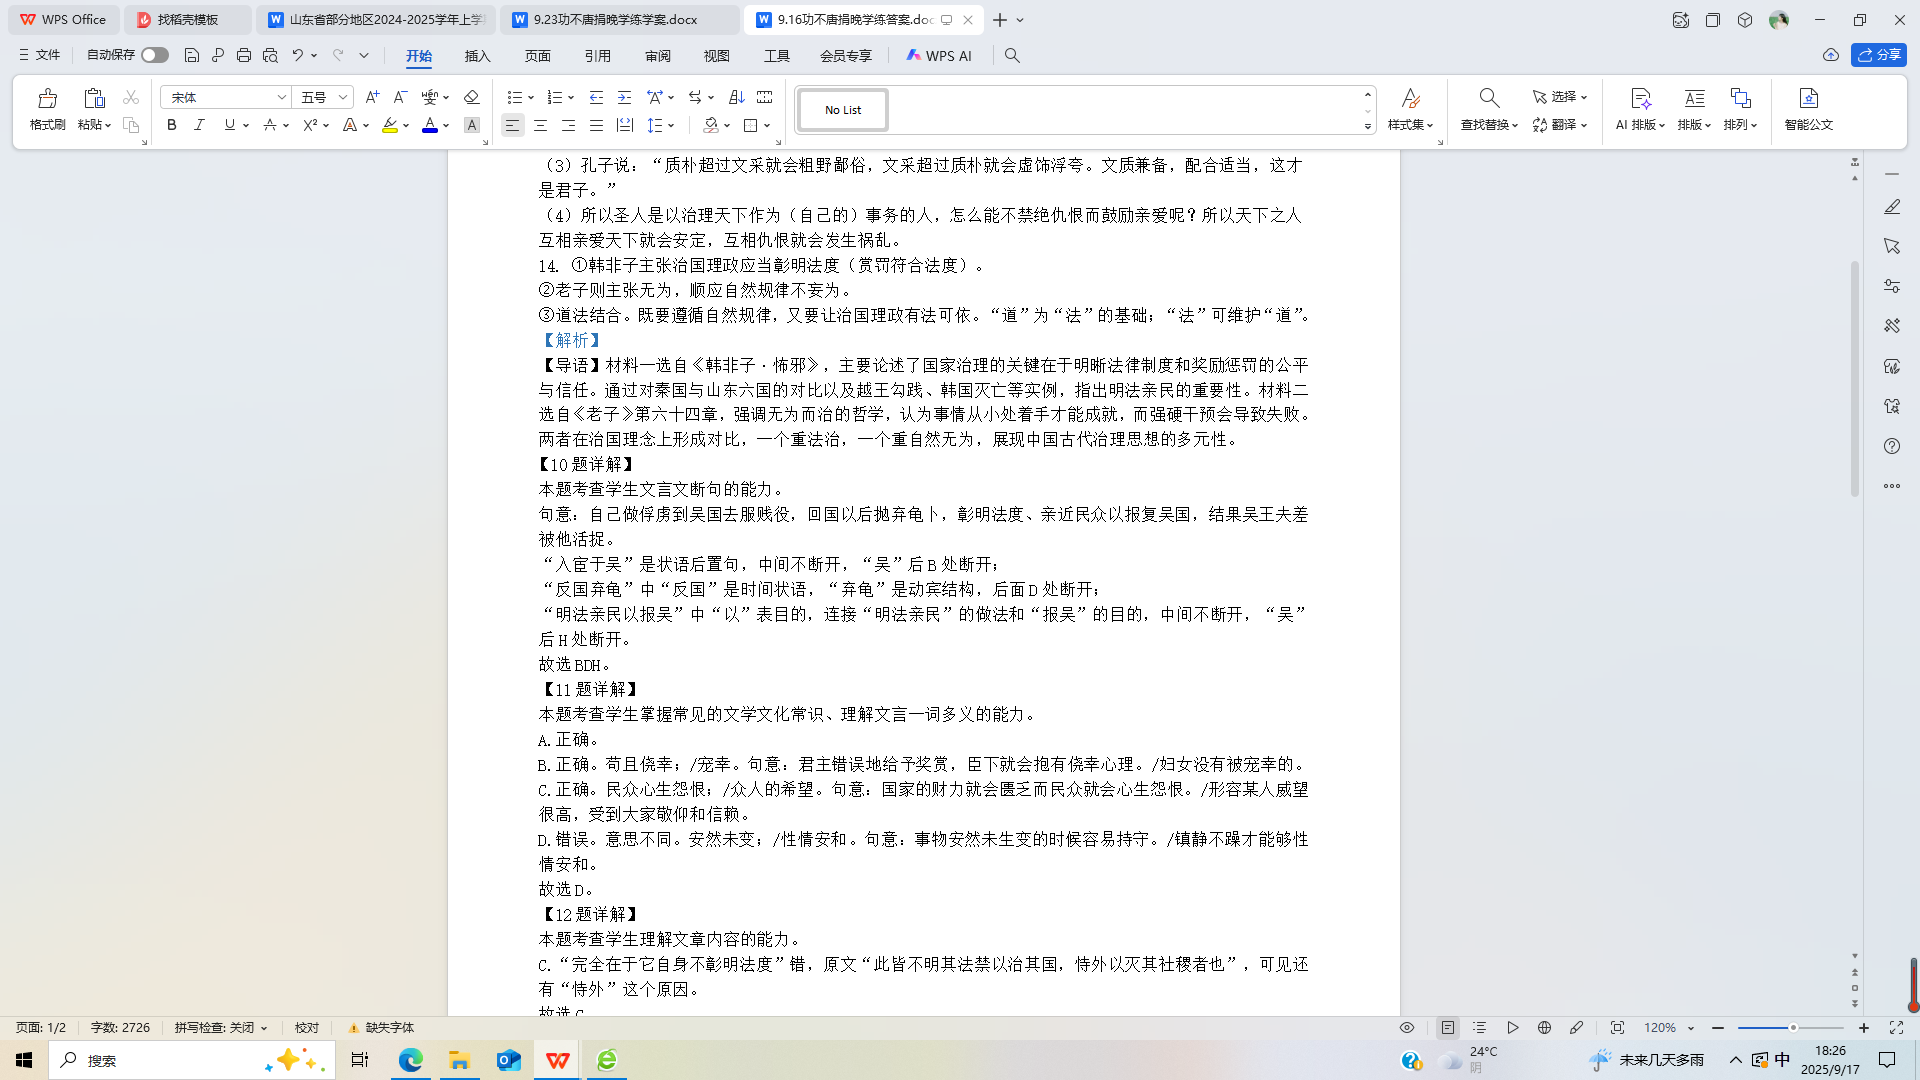 WPS Office
找稻壳模板
山东省部分地区2024-2025学年上学
9.23功不唐捐晚学练学案.docx
9.16功不唐捐晚学练答案.doc
文件
自动保存
开始
插入
页面
引用
审阅
视图
工具
会员专享
WPS AI
分享
格式刷
粘贴
宋体
五号
No List
样式集
查找替换
选择
翻译
AI 排版
排版
排列
智能公文
（3）孔子说：“质朴超过文采就会粗野鄙俗，文采超过质朴就会虚饰浮夸。文质兼备，配合适当，这才
是君子。”
（4）所以圣人是以治理天下作为（自己的）事务的人，怎么能不禁绝仇恨而鼓励亲爱呢？所以天下之人
互相亲爱天下就会安定，互相仇恨就会发生祸乱。
14. ①韩非子主张治国理政应当彰明法度（赏罚符合法度）。
②老子则主张无为，顺应自然规律不妄为。
③道法结合。既要遵循自然规律，又要让治国理政有法可依。“道”为“法”的基础；“法”可维护“道”。
【解析】
【导语】材料一选自《韩非子·饰邪》，主要论述了国家治理的关键在于明晰法律制度和奖励惩罚的公平
与信任。通过对秦国与山东六国的对比以及越王勾践、韩国灭亡等实例，指出明法亲民的重要性。材料二
选自《老子》第六十四章，强调无为而治的哲学，认为事情从小处着手才能成就，而强硬干预会导致失败。
两者在治国理念上形成对比，一个重法治，一个重自然无为，展现中国古代治理思想的多元性。
【10题详解】
本题考查学生文言文断句的能力。
句意：自己做俘虏到吴国去服贱役，回国以后抛弃龟卜，彰明法度、亲近民众以报复吴国，结果吴王夫差
被他活捉。
“入宦于吴”是状语后置句，中间不断开，“吴”后B处断开；
“反国弃龟”中“反国”是时间状语，“弃龟”是动宾结构，后面D处断开；
“明法亲民以报吴”中“以”表目的，连接“明法亲民”的做法和“报吴”的目的，中间不断开，“吴”
后H处断开。
故选BDH。
【11题详解】
本题考查学生掌握常见的文学文化常识、理解文言一词多义的能力。
A.正确。
B.正确。苟且侥幸；/宠幸。句意：君主错误地给予奖赏，臣下就会抱有侥幸心理。/妇女没有被宠幸的。
C.正确。民众心生怨恨；/众人的希望。句意：国家的财力就会匮乏而民众就会心生怨恨。/形容某人威望
很高，受到大家敬仰和信赖。
D.错误。意思不同。安然未变；/性情安和。句意：事物安然未生变的时候容易持守。/镇静不躁才能够性
情安和。
故选D。
【12题详解】
本题考查学生理解文章内容的能力。
C.“完全在于它自身不彰明法度”错，原文“此皆不明其法禁以治其国，恃外以灭其社稷者也”，可见还
有“恃外”这个原因。
故选C
页面: 1/2
字数: 2726
拼写检查: 关闭
校对
缺失字体
120%
搜索
24°C
阴
未来几天多雨
中
18:26
2025/9/17